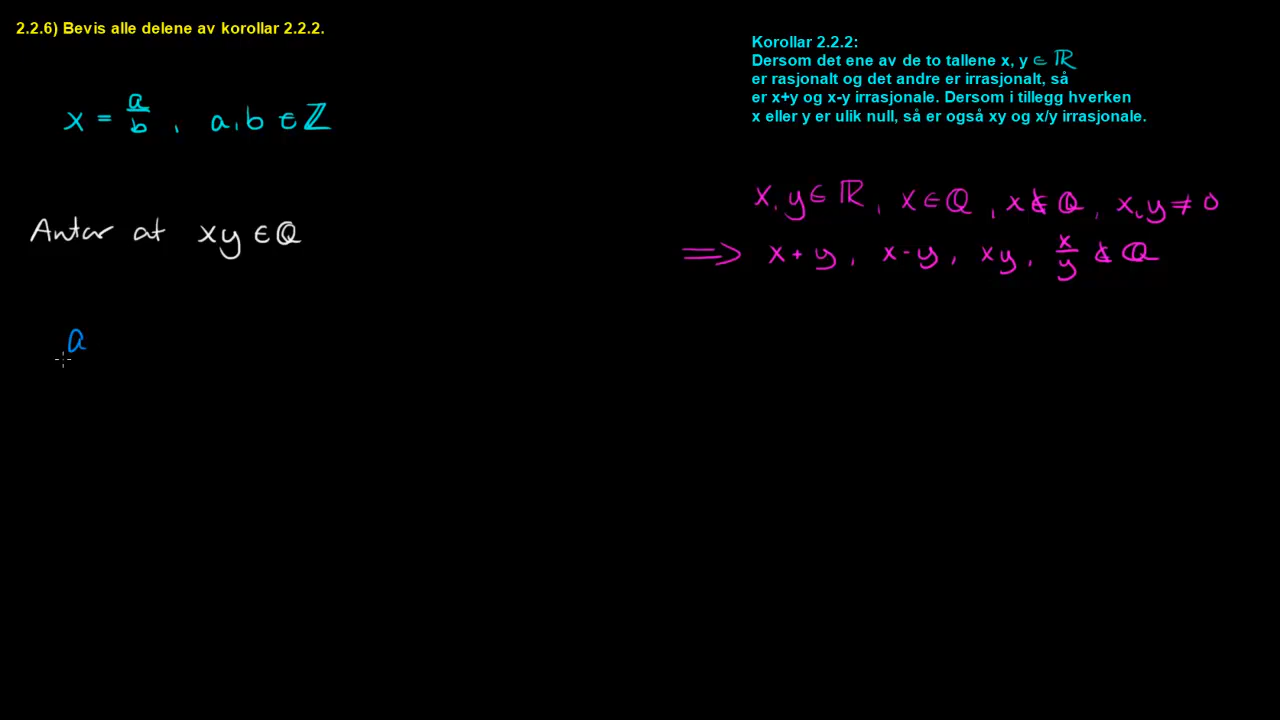 2.2.6) Bevis alle delene av korollar 2.2.2.
Korollar 2.2.2:
Dersom det ene av de to tallene x, y ∈ ℝ
er rasjonalt og det andre er irrasjonalt, så
er x+y og x-y irrasjonale. Dersom i tillegg hverken
x eller y er ulik null, så er også xy og x/y irrasjonale.
x = a/b , a, b ∈ ℤ
x, y ∈ ℝ, x ∈ ℚ, x ∉ ℚ, x, y ≠ 0
Antar at xy ∈ ℚ
⟹ x + y, x - y, xy, x/y ∉ ℚ
a